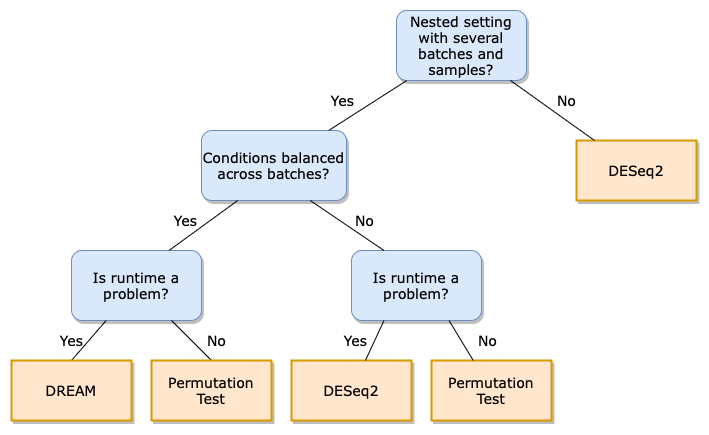 Nested setting
with several
batches and
samples?
Yes
No
Conditions balanced
across batches?
DESeq2
Yes
No
Is runtime a
problem?
Is runtime a
problem?
Yes
No
Yes
No
DREAM
Permutation
Test
DESeq2
Permutation
Test